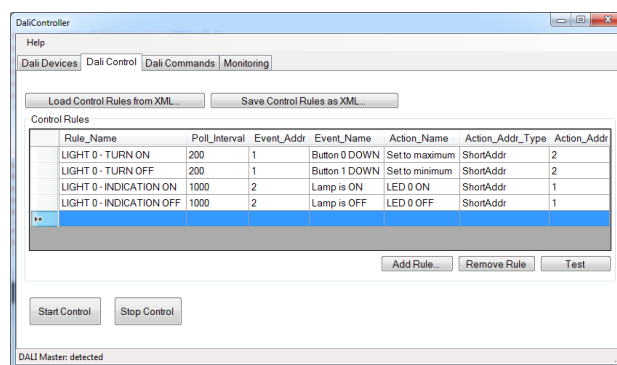 DaliController
Help
Dali Devices Dali Control Dali Commands Monitoring
Load Control Rules from XML... Save Control Rules as XML...
Control Rules
Rule_Name Poll_Interval Event_Addr Event_Name Action_Name Action_Addr_Type Action_Addr
LIGHT 0 - TURN ON 200 1 Button 0 DOWN Set to maximum ShortAddr 2
LIGHT 0 - TURN OFF 200 1 Button 1 DOWN Set to minimum ShortAddr 2
LIGHT 0 - INDICATION ON 1000 2 Lamp is ON LED 0 ON ShortAddr 1
LIGHT 0 - INDICATION OFF 1000 2 Lamp is OFF LED 0 OFF ShortAddr 1
Add Rule... Remove Rule Test
Start Control Stop Control
DALI Master: detected